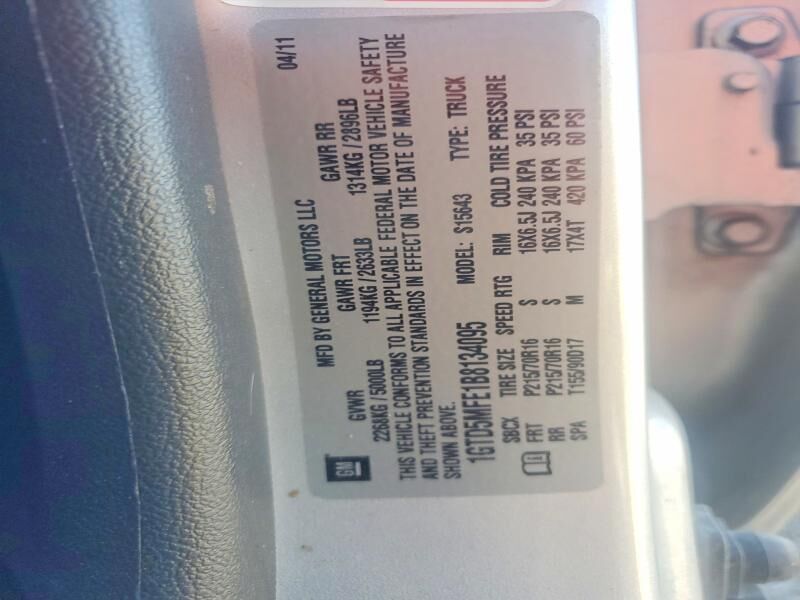 04/11
GM
MFD BY GENERAL MOTORS LLC
GVWR GAWR FRT GAWR RR
2268KG/5000LB 1194KG/2633LB 1314KG/2896LB
THIS VEHICLE CONFORMS TO ALL APPLICABLE FEDERAL MOTOR VEHICLE SAFETY
AND THEFT PREVENTION STANDARDS IN EFFECT ON THE DATE OF MANUFACTURE
SHOWN ABOVE.
1GTD5MFE1B8134095 MODEL: S15643 TYPE: TRUCK
SBCX TIRE SIZE SPEED RTG RIM COLD TIRE PRESSURE
FRT P215/70R16 S 16X6.5J 240 KPA 35 PSI
RR P215/70R16 S 16X6.5J 240 KPA 35 PSI
SPA T155/90D17 M 17X4T 420 KPA 60 PSI